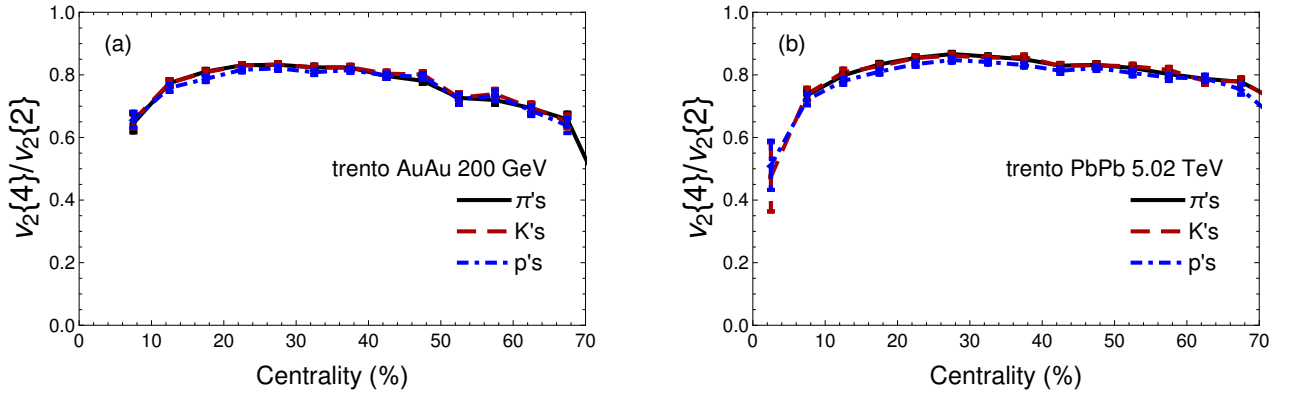 (a)
v2{4}/v2{2}
1.0
0.8
0.6
0.4
0.2
0.0
trento AuAu 200 GeV
π's
K's
p's
0 10 20 30 40 50 60 70
Centrality (%)
(b)
v2{4}/v2{2}
1.0
0.8
0.6
0.4
0.2
0.0
trento PbPb 5.02 TeV
π's
K's
p's
0 10 20 30 40 50 60 70
Centrality (%)